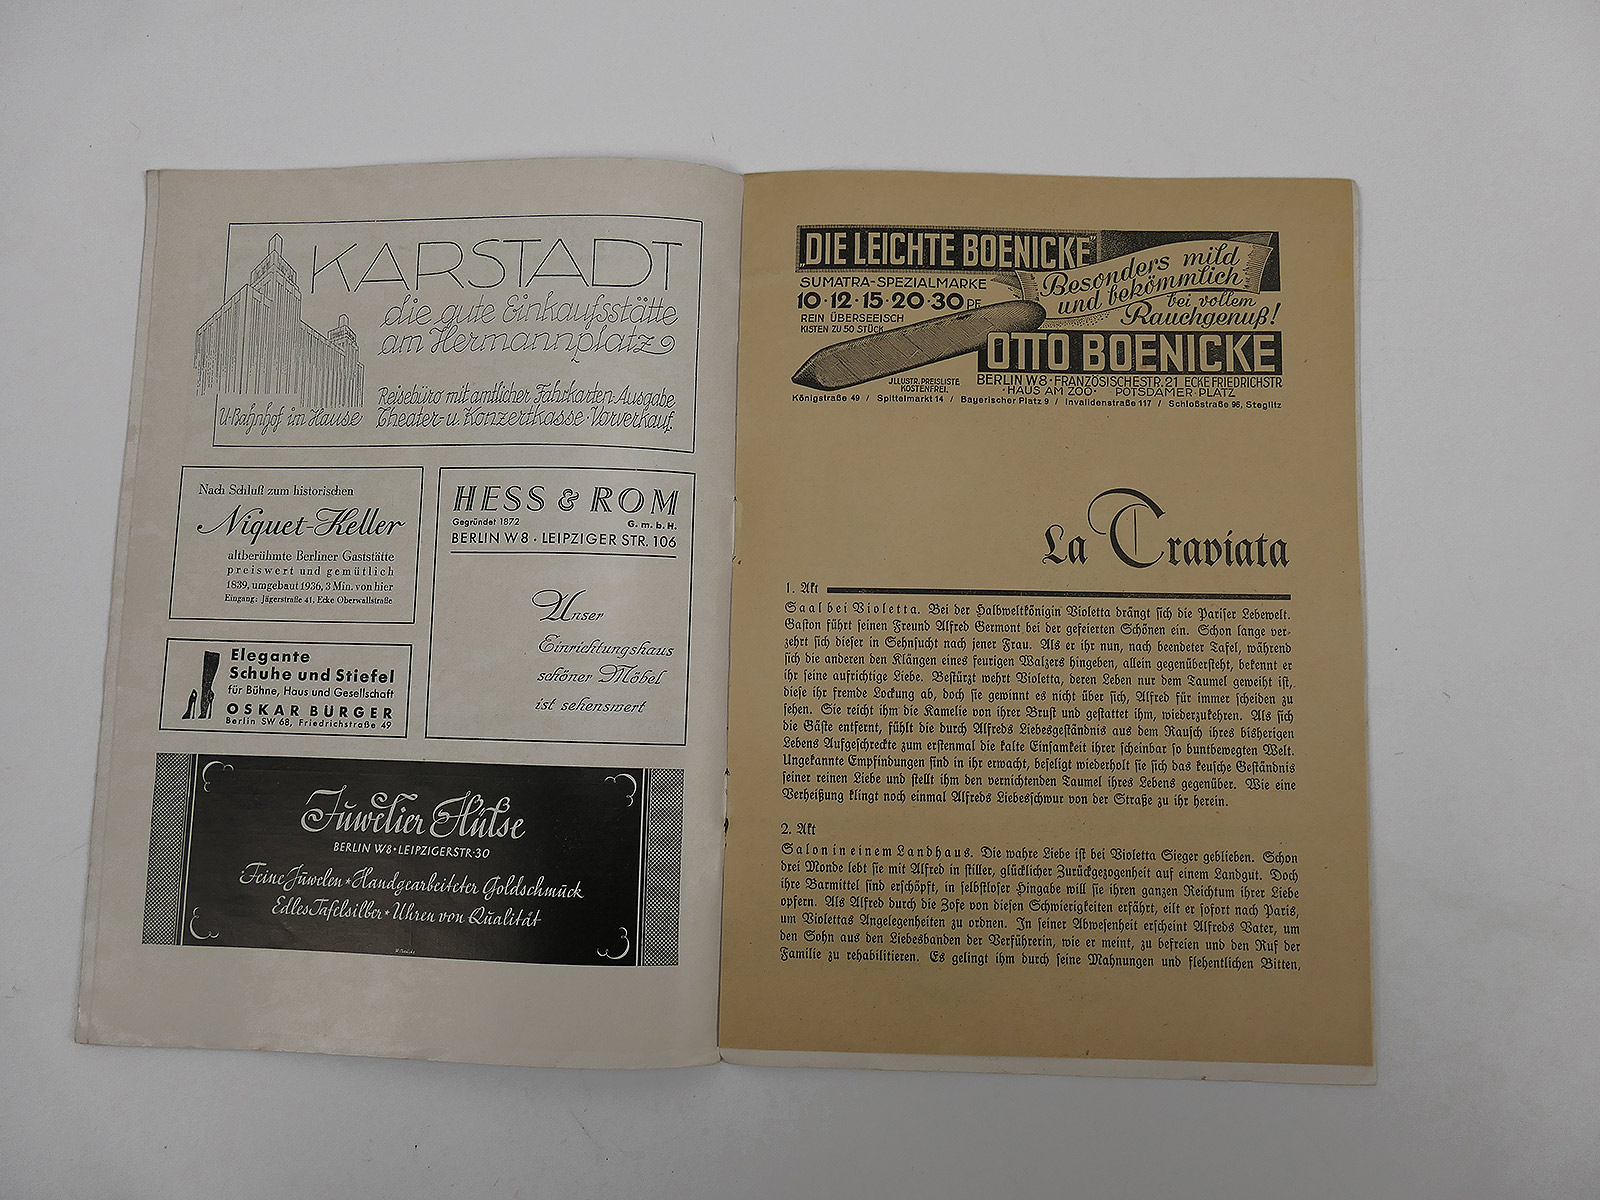 KARSTADT
die gute Einkaufsstätte
am Hermannplatz
U-Bahnhof im Hause
Reisebüro mit amtlicher Fahrkarten-Ausgabe
Theater- u. Konzertkasse - Vorverkauf.
Nach Schluß zum historischen
Niquet-Keller
altberühmte Berliner Gaststätte
preiswert und gemütlich
1839, umgebaut 1936, 3 Min. von hier
Eingang: Jägerstraße 41, Ecke Oberwallstraße
HESS & ROM
Gegründet 1872 G. m. b. H.
BERLIN W 8 · LEIPZIGER STR. 106
Unser
Einrichtungshaus
schöner Möbel
ist sehenswert
Elegante
Schuhe und Stiefel
für Bühne, Haus und Gesellschaft
OSKAR BÜRGER
Berlin SW 68, Friedrichstraße 49
Juwelier Hülse
BERLIN W8 · LEIPZIGERSTR·30
Feine Juwelen * Handgearbeiteter Goldschmuck
Edles Tafelsilber * Uhren von Qualität
„DIE LEICHTE BOENICKE"
SUMATRA-SPEZIALMARKE
10·12·15·20·30 PF.
REIN ÜBERSEEISCH
KISTEN ZU 50 STÜCK
Besonders mild
und bekömmlich
bei vollem
Rauchgenuß!
OTTO BOENICKE
JLLUSTR. PREISLISTE
KOSTENFREI.
BERLIN W8 · FRANZÖSISCHESTR. 21 ECKE FRIEDRICHSTR
·HAUS AM ZOO· POTSDAMER PLATZ
Königstraße 49 / Spittelmarkt 14 / Bayerischer Platz 9 / Invalidenstraße 117 / Schloßstraße 96, Steglitz
La Traviata
1. Akt
Saal bei Violetta. Bei der Halbweltkönigin Violetta drängt sich die Pariser Lebewelt.
Gaston führt seinen Freund Alfred Germont bei der gefeierten Schönen ein. Schon lange ver-
zehrt sich dieser in Sehnsucht nach jener Frau. Als er ihr nun, nach beendeter Tafel, während
sich die anderen den Klängen eines feurigen Walzers hingeben, allein gegenübersteht, bekennt er
ihr seine aufrichtige Liebe. Bestürzt wehrt Violetta, deren Leben nur dem Taumel geweiht ist,
diese ihr fremde Lockung ab, doch sie gewinnt es nicht über sich, Alfred für immer scheiden zu
sehen. Sie reicht ihm die Kamelie von ihrer Brust und gestattet ihm, wiederzukehren. Als sich
die Gäste entfernt, fühlt die durch Alfreds Liebesgeständnis aus dem Rausch ihres bisherigen
Lebens Aufgeschreckte zum erstenmal die kalte Einsamkeit ihrer scheinbar so buntbewegten Welt.
Ungekannte Empfindungen sind in ihr erwacht, beseligt wiederholt sie sich das keusche Geständnis
seiner reinen Liebe und stellt ihm den vernichtenden Taumel ihres Lebens gegenüber. Wie eine
Verheißung klingt noch einmal Alfreds Liebesschwur von der Straße zu ihr herein.
2. Akt
Salon in einem Landhaus. Die wahre Liebe ist bei Violetta Sieger geblieben. Schon
drei Monde lebt sie mit Alfred in stiller, glücklicher Zurückgezogenheit auf einem Landgut. Doch
ihre Barmittel sind erschöpft, in selbstloser Hingabe will sie ihren ganzen Reichtum ihrer Liebe
opfern. Als Alfred durch die Zofe von diesen Schwierigkeiten erfährt, eilt er sofort nach Paris,
um Violettas Angelegenheiten zu ordnen. In seiner Abwesenheit erscheint Alfreds Vater, um
den Sohn aus den Liebesbanden der Verführerin, wie er meint, zu befreien und den Ruf der
Familie zu rehabilitieren. Es gelingt ihm durch seine Mahnungen und flehentlichen Bitten,